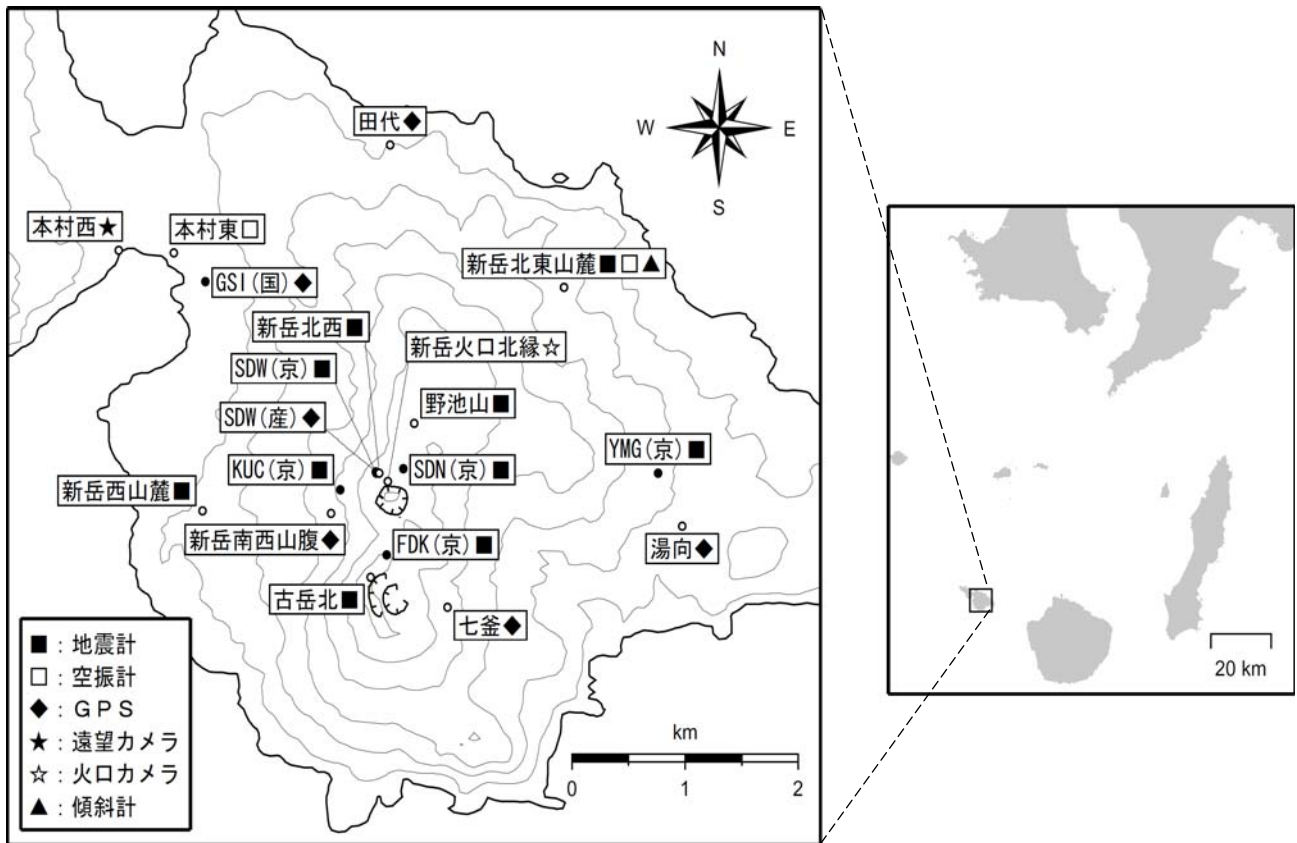 N
W E
S
田代◆
本村西★
本村東□
GSI(国)◆
新岳北東山麓■□▲
新岳北西■
新岳火口北縁☆
SDW(京)■
野池山■
SDW(産)◆
YMG(京)■
KUC(京)■
SDN(京)■
新岳西山麓■
新岳南西山腹◆
FDK(京)■
湯向◆
古岳北■
七釜◆
■：地震計
□：空振計
◆：ＧＰＳ
★：遠望カメラ
☆：火口カメラ
▲：傾斜計
km
0 1 2
20 km